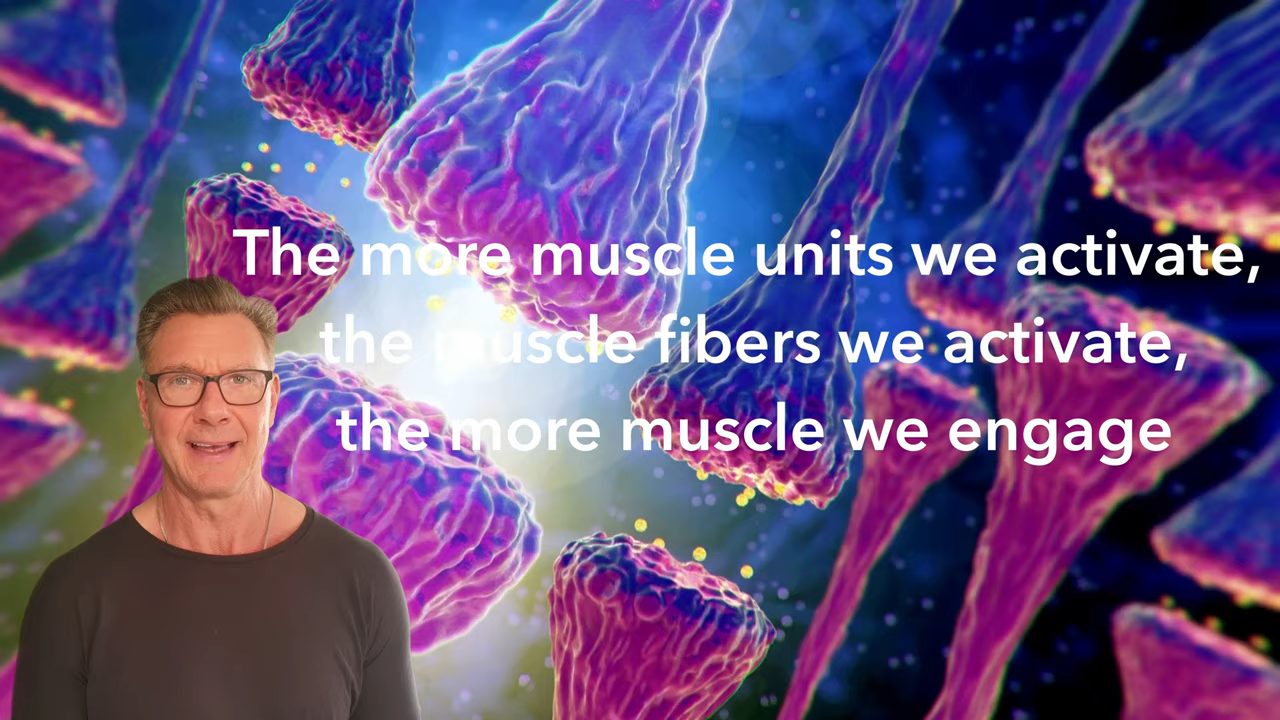 The more muscle units we activate,
the muscle fibers we activate,
the more muscle we engage